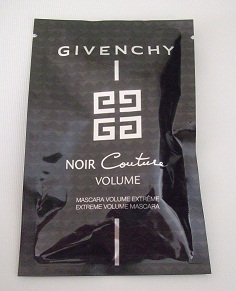 GIVENCHY
NOIR Couture
VOLUME
MASCARA VOLUME EXTRÊME
EXTREME VOLUME MASCARA